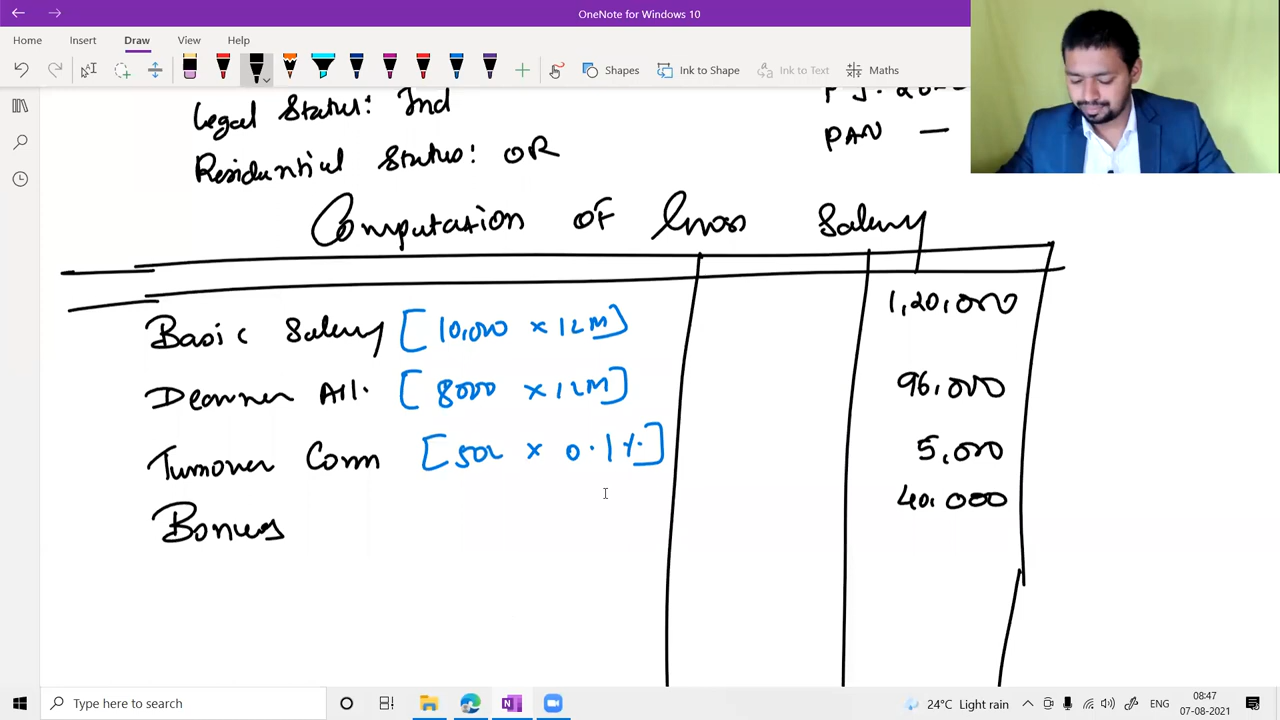 OneNote for Windows 10
Home Insert Draw View Help
Shapes Ink to Shape Ink to Text Maths
Legal Status: Ind
PAN —
Residential Status: OR
Computation of Gross Salary
Basic Salary [10,000 × 12M] 1,20,000
Dearness All. [8000 × 12M] 96,000
Turnover Comm [50L × 0.1%] 5,000
Bonus 40,000
Type here to search
24°C Light rain
ENG
08:47
07-08-2021